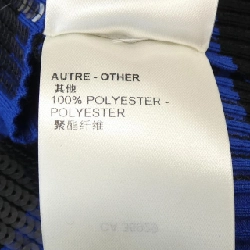 AUTRE - OTHER
其他
100% POLYESTER -
POLYESTER
聚酯纤维